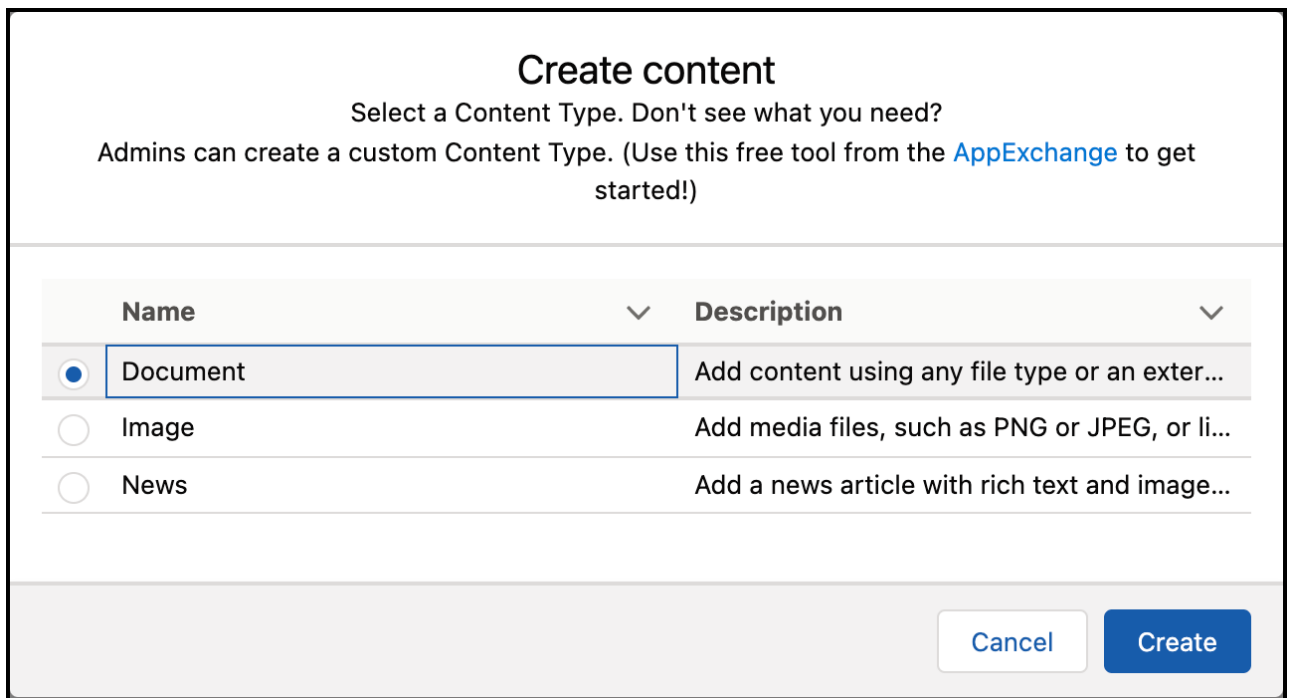 Create content
Select a Content Type. Don't see what you need?
Admins can create a custom Content Type. (Use this free tool from the AppExchange to get
started!)
Name Description
Document Add content using any file type or an exter...
Image Add media files, such as PNG or JPEG, or li...
News Add a news article with rich text and image...
Cancel Create